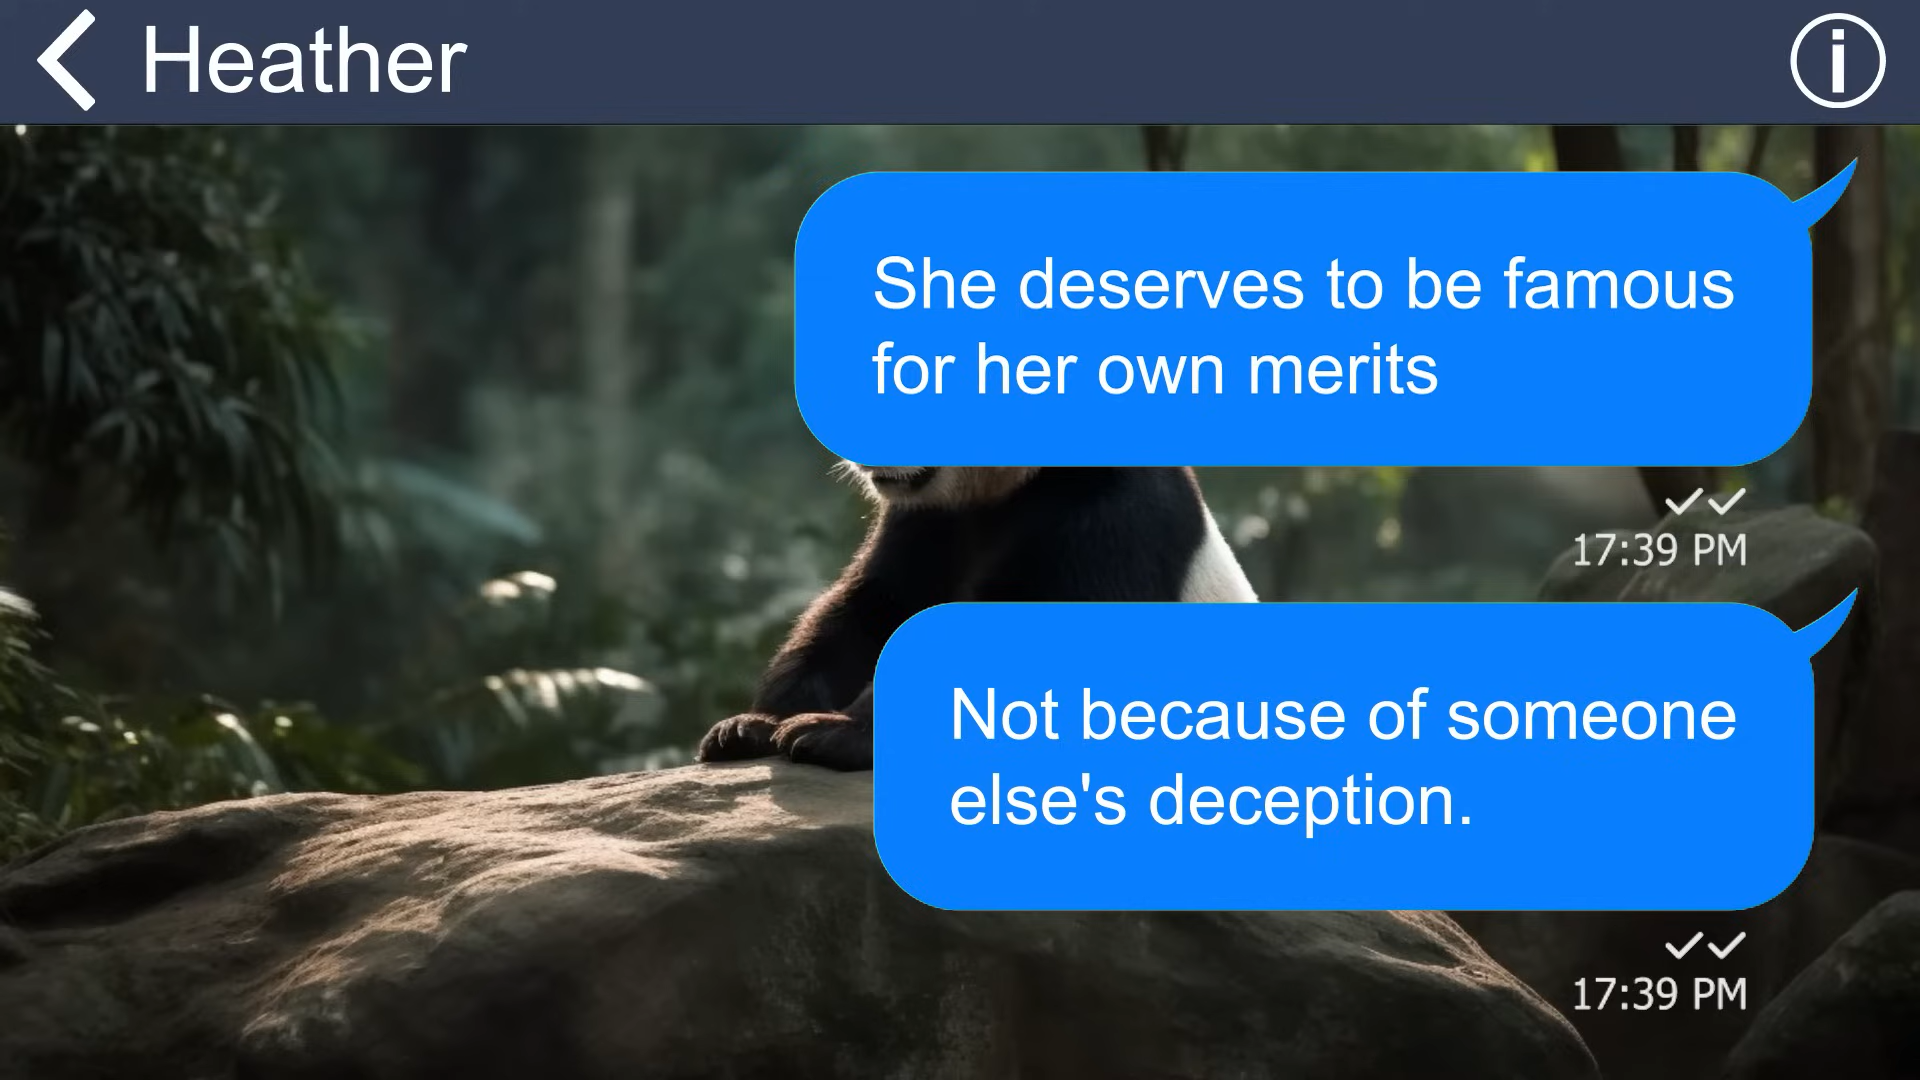 Heather
She deserves to be famous
for her own merits
17:39 PM
Not because of someone
else's deception.
17:39 PM